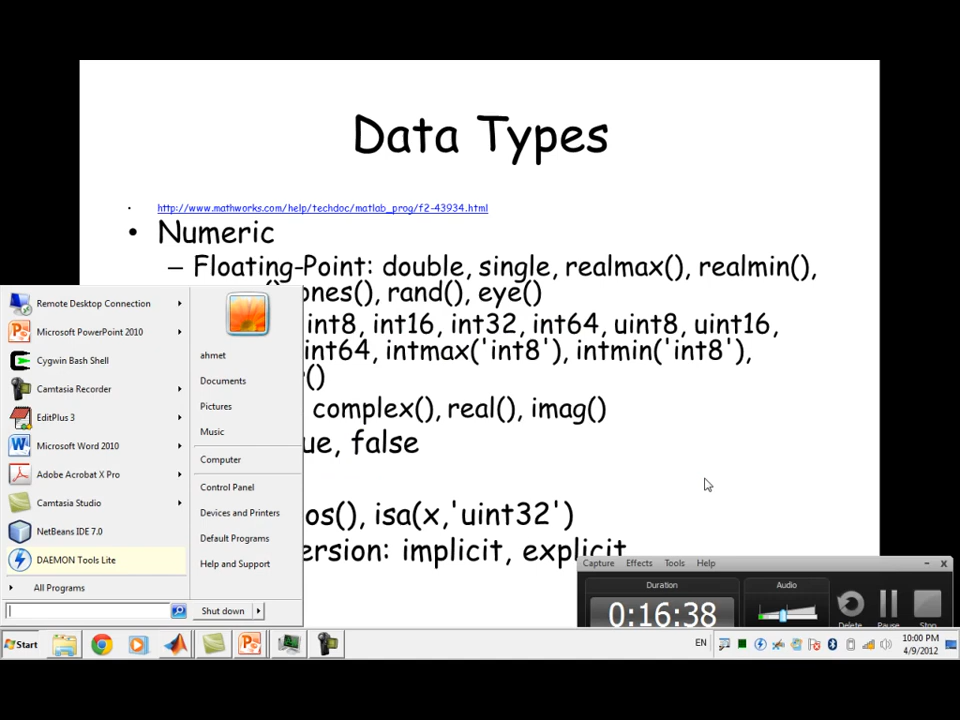 Data Types
• http://www.mathworks.com/help/techdoc/matlab_prog/f2-43934.html
• Numeric
– Floating-Point: double, single, realmax(), realmin(),
ones(), rand(), eye()
int8, int16, int32, int64, uint8, uint16,
int64, intmax('int8'), intmin('int8'),
()
complex(), real(), imag()
ue, false
os(), isa(x,'uint32')
ersion: implicit, explicit
Remote Desktop Connection
Microsoft PowerPoint 2010
Cygwin Bash Shell
Camtasia Recorder
EditPlus 3
Microsoft Word 2010
Adobe Acrobat X Pro
Camtasia Studio
NetBeans IDE 7.0
DAEMON Tools Lite
All Programs
ahmet
Documents
Pictures
Music
Computer
Control Panel
Devices and Printers
Default Programs
Help and Support
Shut down
Capture Effects Tools Help
Duration
Audio
0:16:38
Delete Pause Stop
Start
EN
10:00 PM
4/9/2012